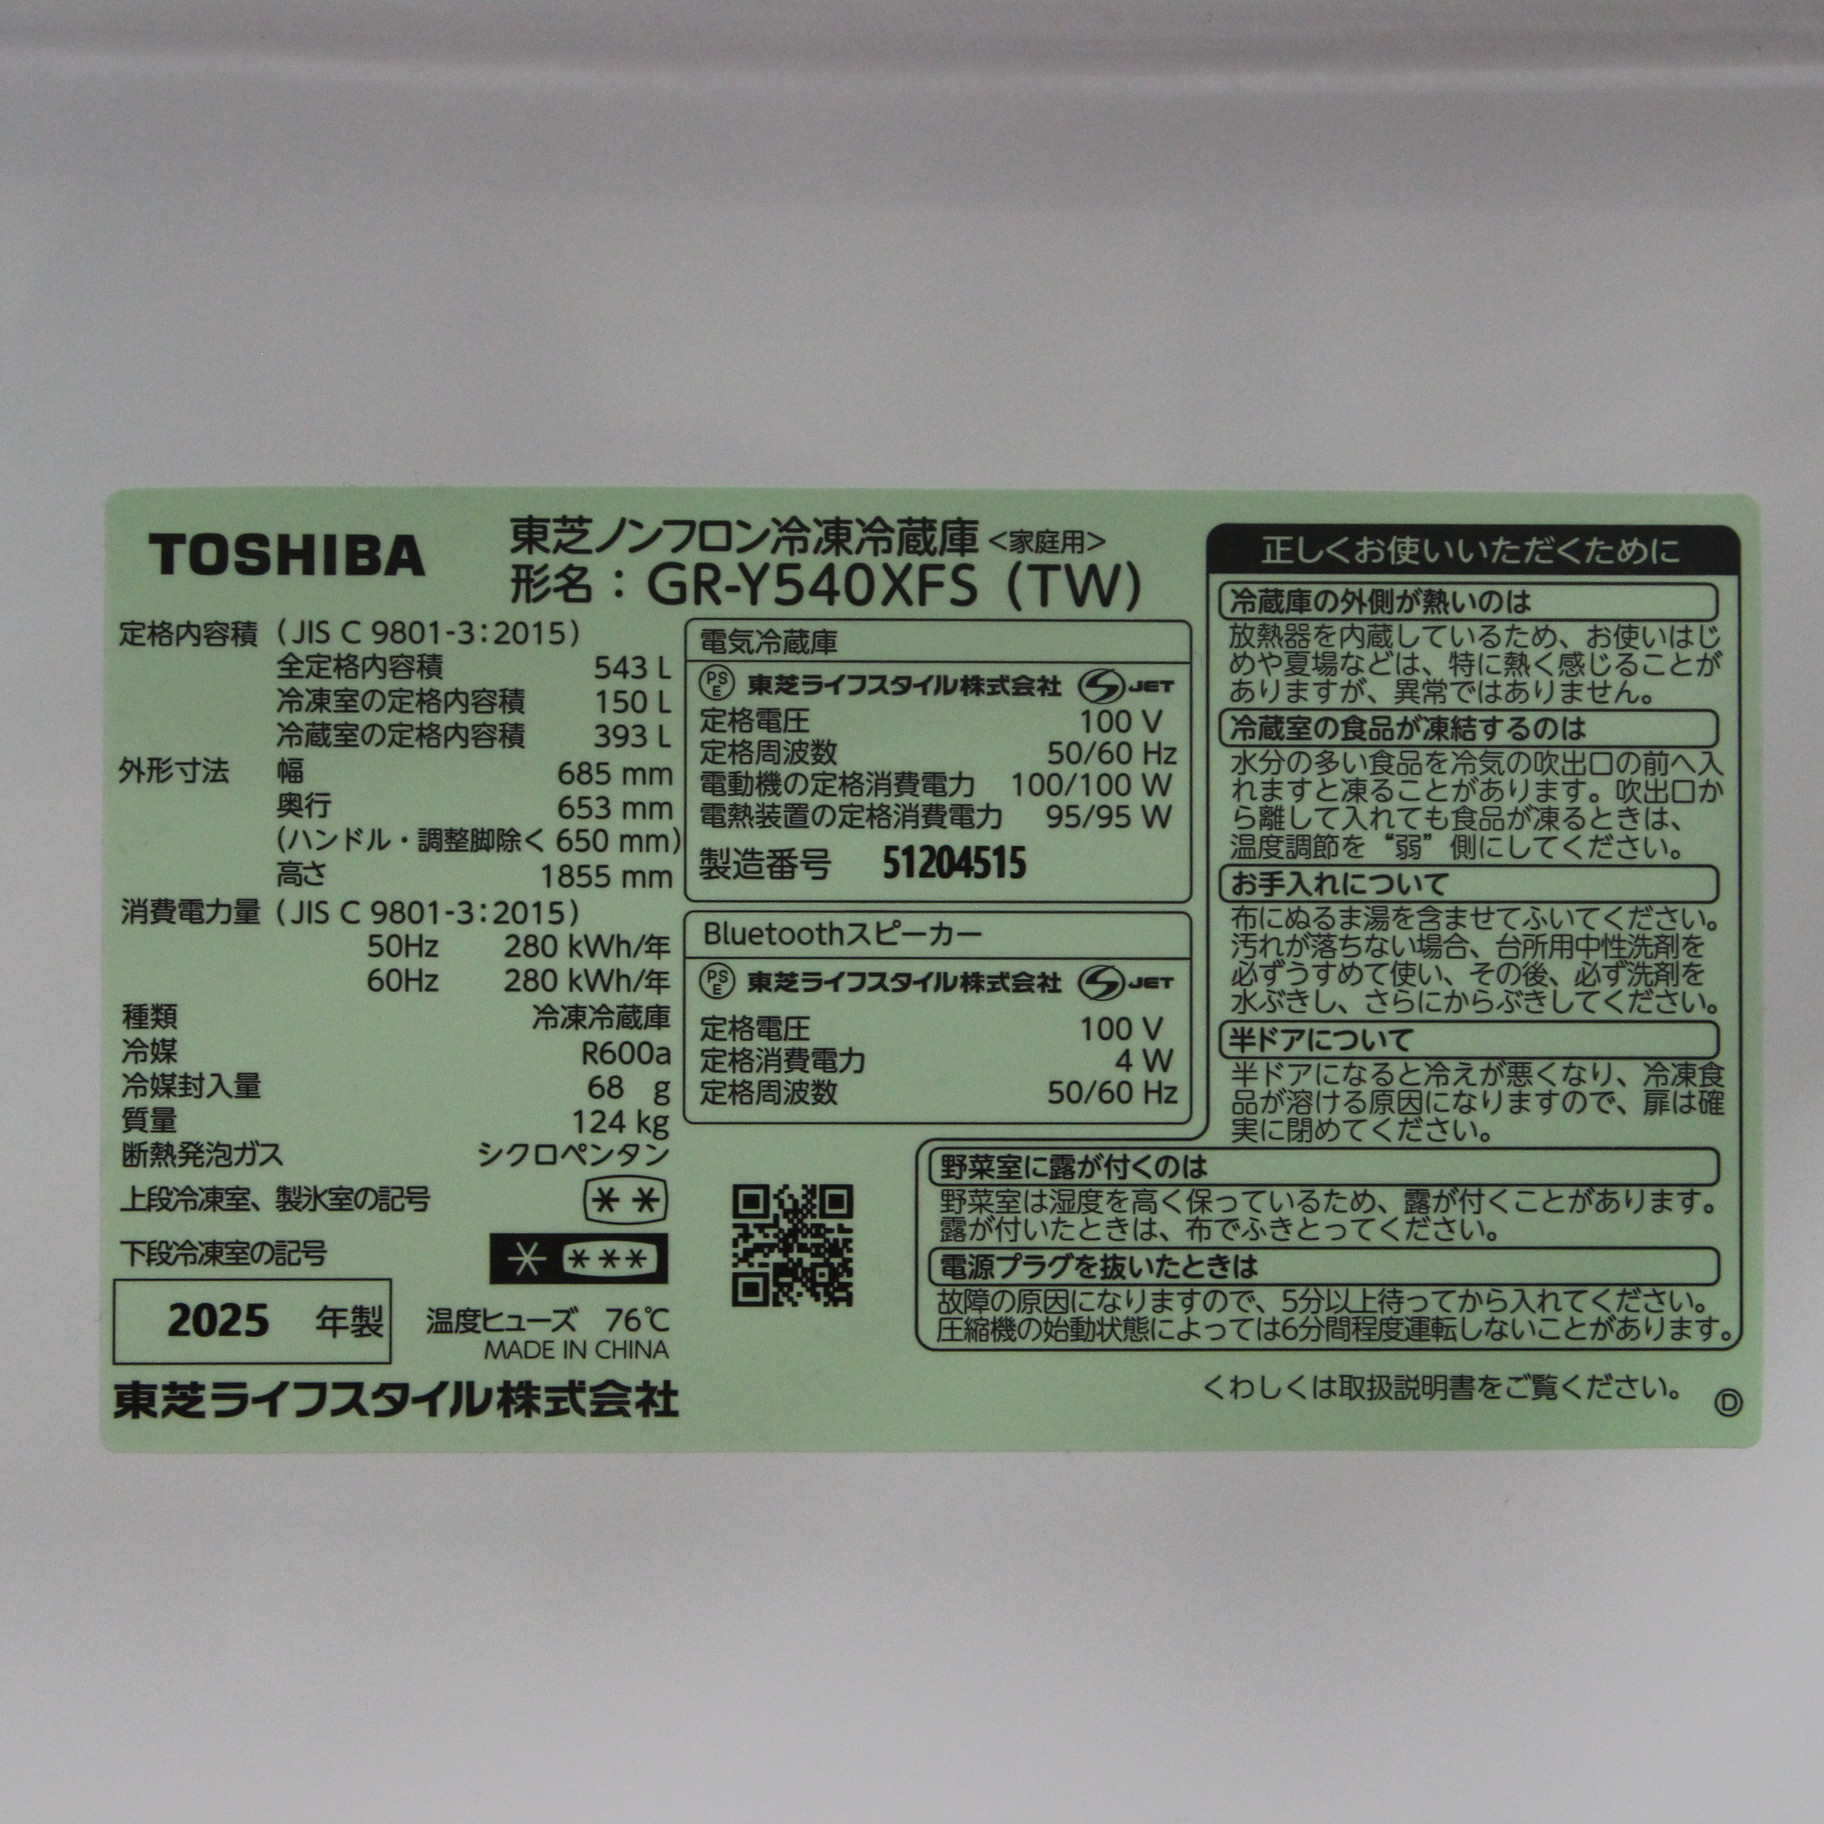 TOSHIBA
東芝ノンフロン冷凍冷蔵庫<家庭用>
形名：GR-Y540XFS (TW)
定格内容積 (JIS C 9801-3:2015)
全定格内容積 543 L
冷凍室の定格内容積 150 L
冷蔵室の定格内容積 393 L
外形寸法 幅 685 mm
奥行 653 mm
(ハンドル・調整脚除く 650 mm)
高さ 1855 mm
消費電力量 (JIS C 9801-3:2015)
50Hz 280 kWh/年
60Hz 280 kWh/年
種類 冷凍冷蔵庫
冷媒 R600a
冷媒封入量 68 g
質量 124 kg
断熱発泡ガス シクロペンタン
上段冷凍室、製氷室の記号 **
下段冷凍室の記号 * ***
2025 年製
温度ヒューズ 76℃
MADE IN CHINA
東芝ライフスタイル株式会社
電気冷蔵庫
PSE 東芝ライフスタイル株式会社 JET
定格電圧 100 V
定格周波数 50/60 Hz
電動機の定格消費電力 100/100 W
電熱装置の定格消費電力 95/95 W
製造番号 51204515
Bluetoothスピーカー
PSE 東芝ライフスタイル株式会社 JET
定格電圧 100 V
定格消費電力 4 W
定格周波数 50/60 Hz
正しくお使いいただくために
冷蔵庫の外側が熱いのは
放熱器を内蔵しているため、お使いはじ
めや夏場などは、特に熱く感じることが
ありますが、異常ではありません。
冷蔵室の食品が凍結するのは
水分の多い食品を冷気の吹出口の前へ入
れますと凍ることがあります。吹出口か
ら離して入れても食品が凍るときは、
温度調節を“弱”側にしてください。
お手入れについて
布にぬるま湯を含ませてふいてください。
汚れが落ちない場合、台所用中性洗剤を
必ずうすめて使い、その後、必ず洗剤を
水ぶきし、さらにからぶきしてください。
半ドアについて
半ドアになると冷えが悪くなり、冷凍食
品が溶ける原因になりますので、扉は確
実に閉めてください。
野菜室に露が付くのは
野菜室は湿度を高く保っているため、露が付くことがあります。
露が付いたときは、布でふきとってください。
電源プラグを抜いたときは
故障の原因になりますので、5分以上待ってから入れてください。
圧縮機の始動状態によっては6分間程度運転しないことがあります。
くわしくは取扱説明書をご覧ください。 Ⓓ